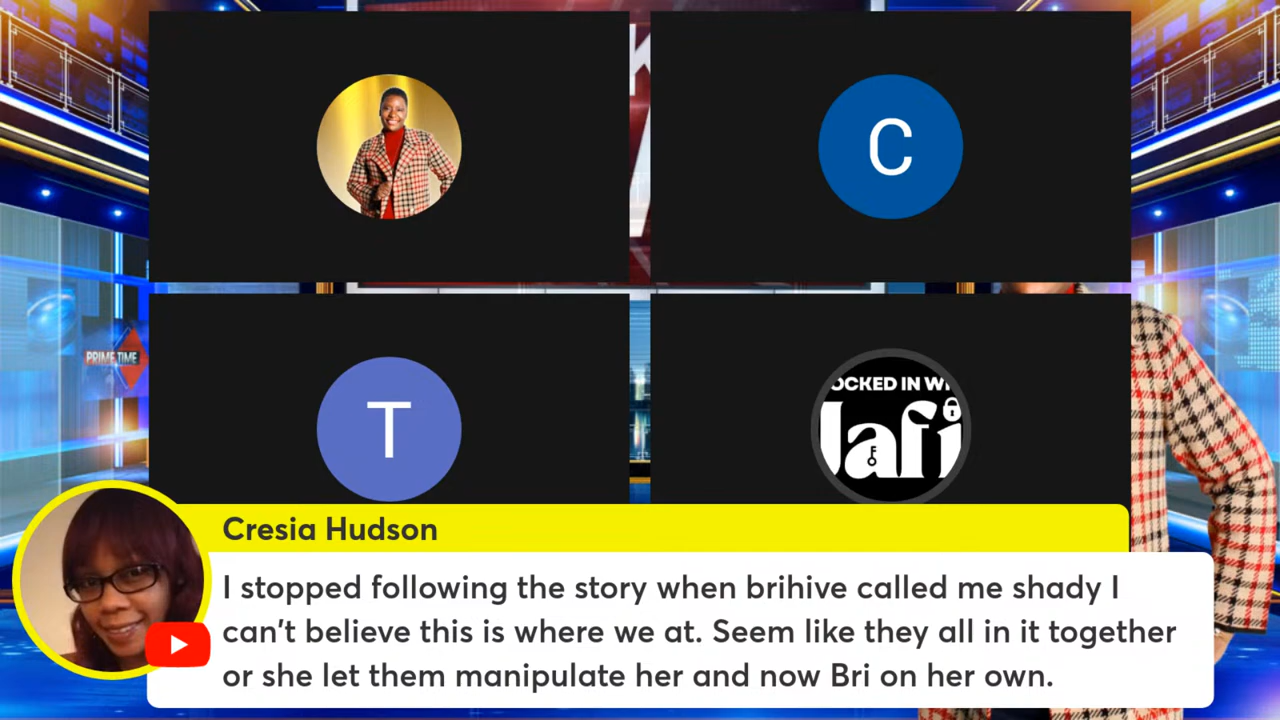 C
T
OCKED IN WI
Jafi
PRIME TIME
Cresia Hudson
I stopped following the story when brihive called me shady I
can't believe this is where we at. Seem like they all in it together
or she let them manipulate her and now Bri on her own.